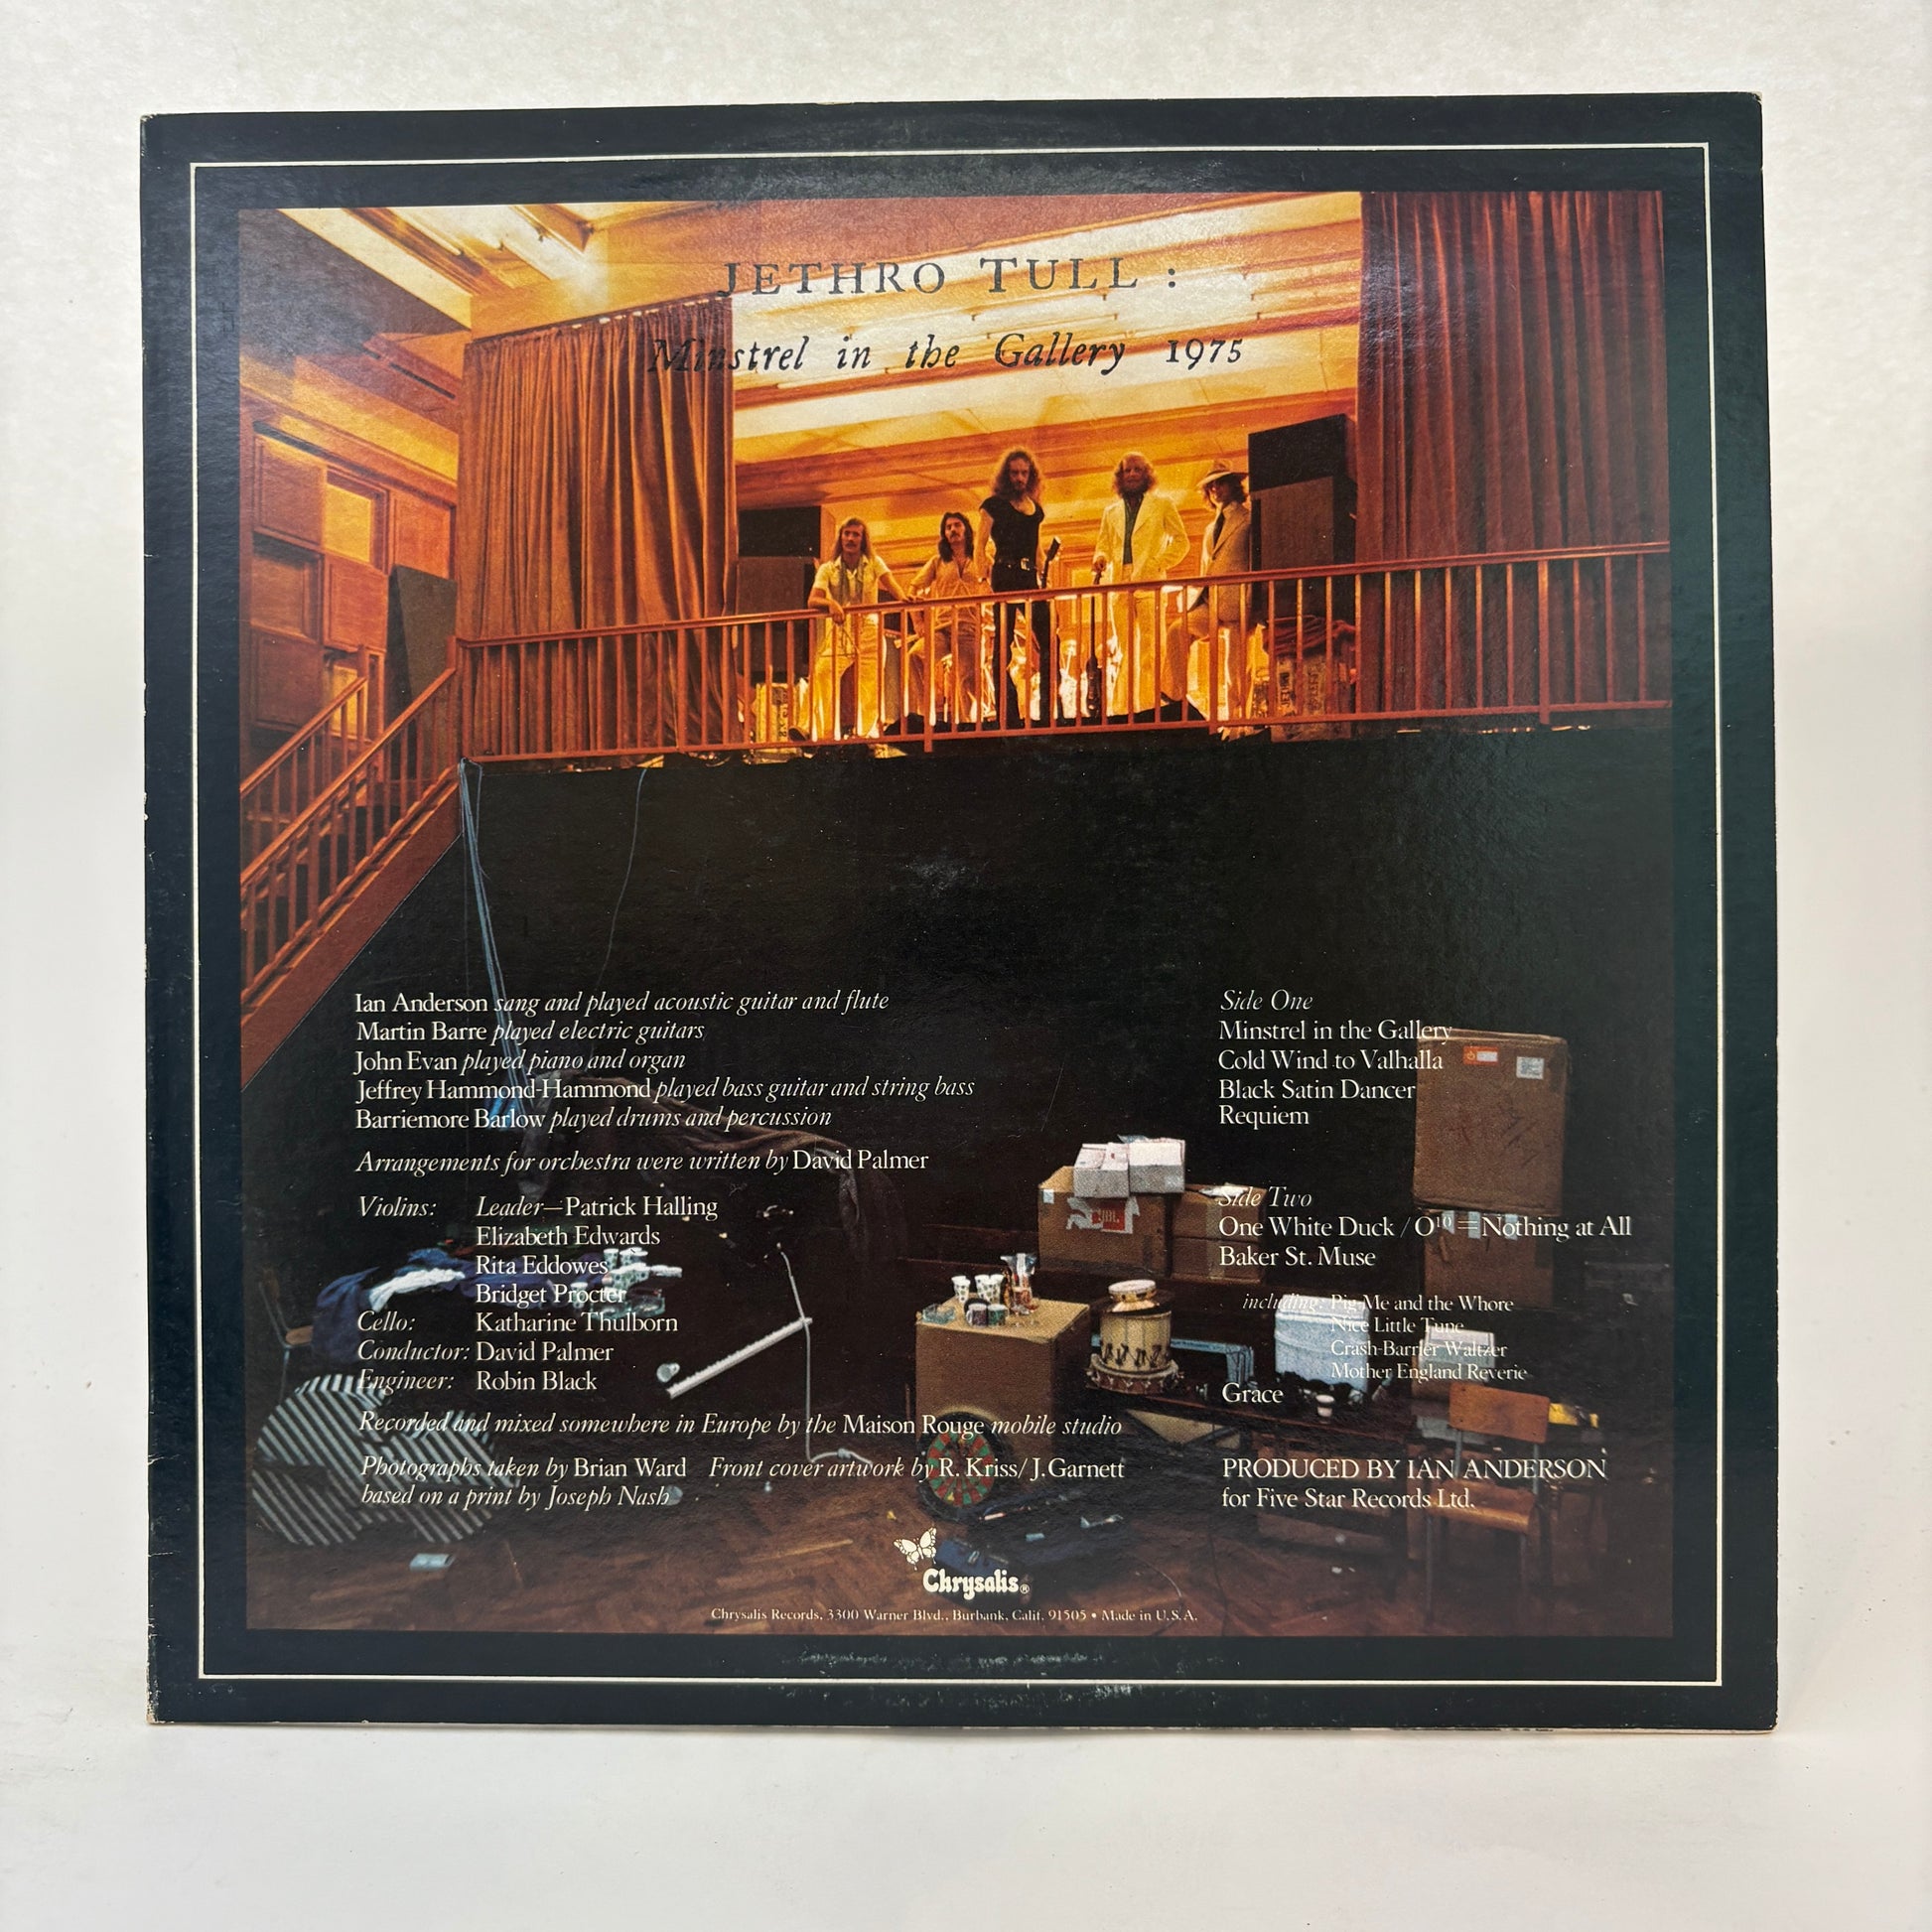 JETHRO TULL :
Minstrel in the Gallery 1975
Ian Anderson sang and played acoustic guitar and flute
Martin Barre played electric guitars
John Evan played piano and organ
Jeffrey Hammond-Hammond played bass guitar and string bass
Barriemore Barlow played drums and percussion
Arrangements for orchestra were written by David Palmer
Violins: Leader—Patrick Halling
Elizabeth Edwards
Rita Eddowes
Bridget Procter
Cello: Katharine Thulborn
Conductor: David Palmer
Engineer: Robin Black
Recorded and mixed somewhere in Europe by the Maison Rouge mobile studio
Photographs taken by Brian Ward Front cover artwork by R. Kriss/J.Garnett
based on a print by Joseph Nash
Side One
Minstrel in the Gallery
Cold Wind to Valhalla
Black Satin Dancer
Requiem
Side Two
One White Duck / O¹⁰ = Nothing at All
Baker St. Muse
including: Pig-Me and the Whore
Nice Little Tune
Crash-Barrier Waltzer
Mother England Reverie
Grace
PRODUCED BY IAN ANDERSON
for Five Star Records Ltd.
Chrysalis®
Chrysalis Records, 3300 Warner Blvd., Burbank, Calif. 91505 • Made in U.S.A.